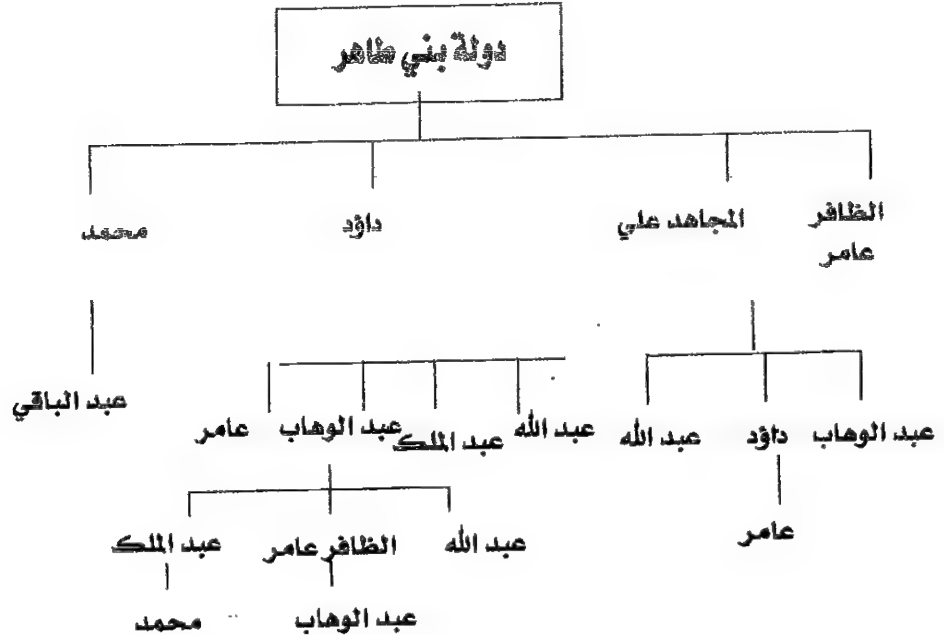 دولة بني طاهر
الظافر
عامر
المجاهد علي
داؤد
محمد
عبد الوهاب
داؤد
عبد الله
عبد الله
عبد الملك
عبد الوهاب
عامر
عبد الباقي
عامر
عبد الله
الظافر عامر
عبد الملك
عبد الوهاب
محمد